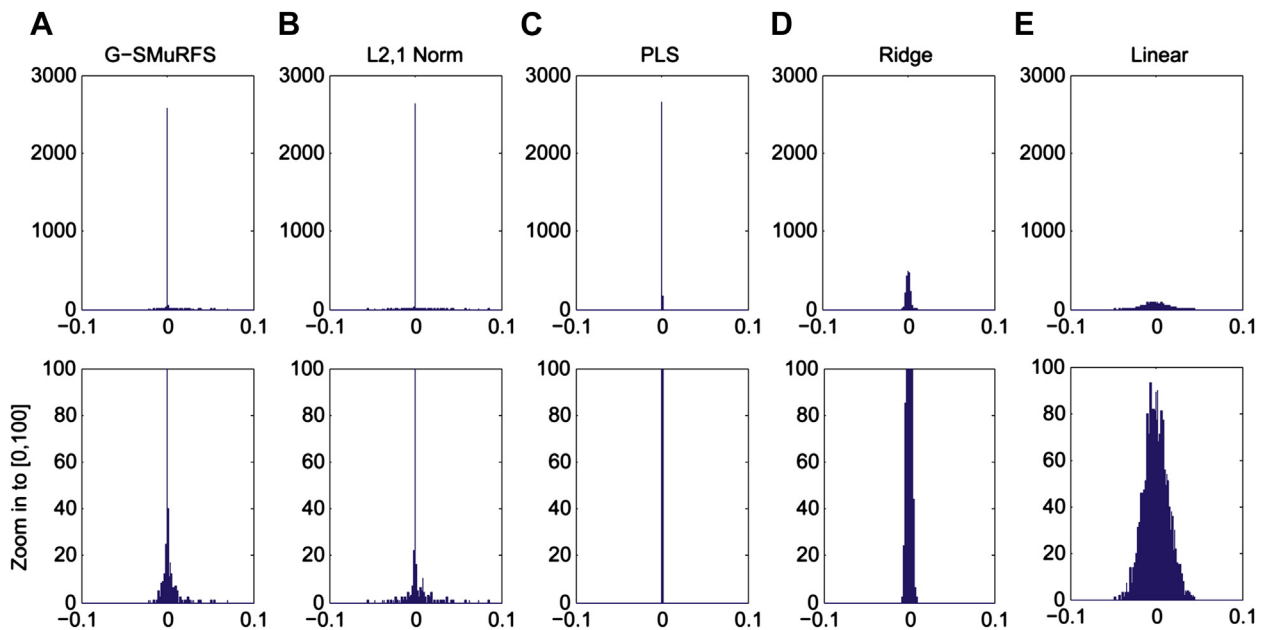 A B C D E
G−SMuRFS L2,1 Norm PLS Ridge Linear
3000 3000 3000 3000 3000
2000 2000 2000 2000 2000
1000 1000 1000 1000 1000
0 0 0 0 0
−0.1 0 0.1 −0.1 0 0.1 −0.1 0 0.1 −0.1 0 0.1 −0.1 0 0.1
Zoom in to [0,100]
100 100 100 100 100
80 80 80 80 80
60 60 60 60 60
40 40 40 40 40
20 20 20 20 20
0 0 0 0 0
−0.1 0 0.1 −0.1 0 0.1 −0.1 0 0.1 −0.1 0 0.1 −0.1 0 0.1